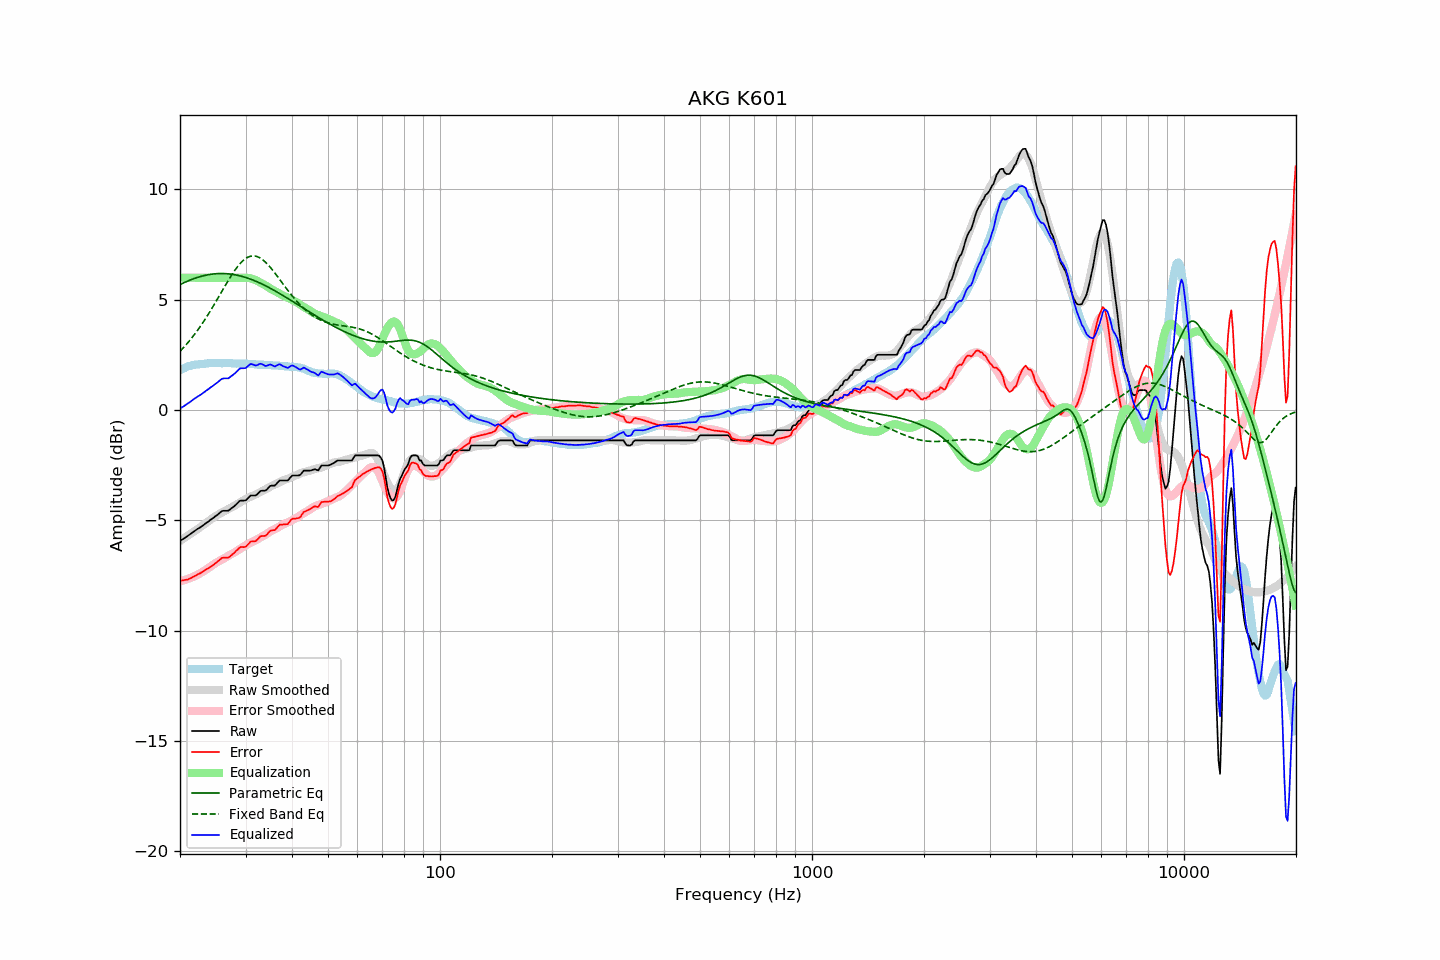 AKG K601
Amplitude (dBr)
10
5
0
−5
−10
−15
−20
Target
Raw Smoothed
Error Smoothed
Raw
Error
Equalization
Parametric Eq
Fixed Band Eq
Equalized
100
1000
10000
Frequency (Hz)